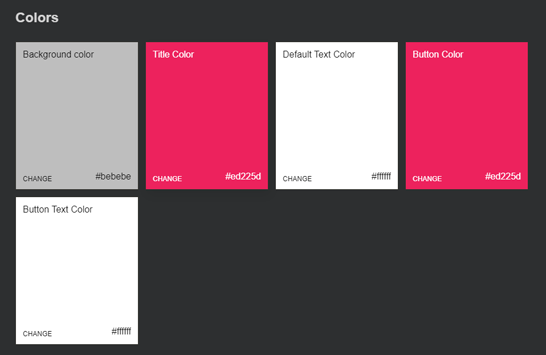 Colors
Background color
CHANGE #bebebe
Title Color
CHANGE #ed225d
Default Text Color
CHANGE #ffffff
Button Color
CHANGE #ed225d
Button Text Color
CHANGE #ffffff